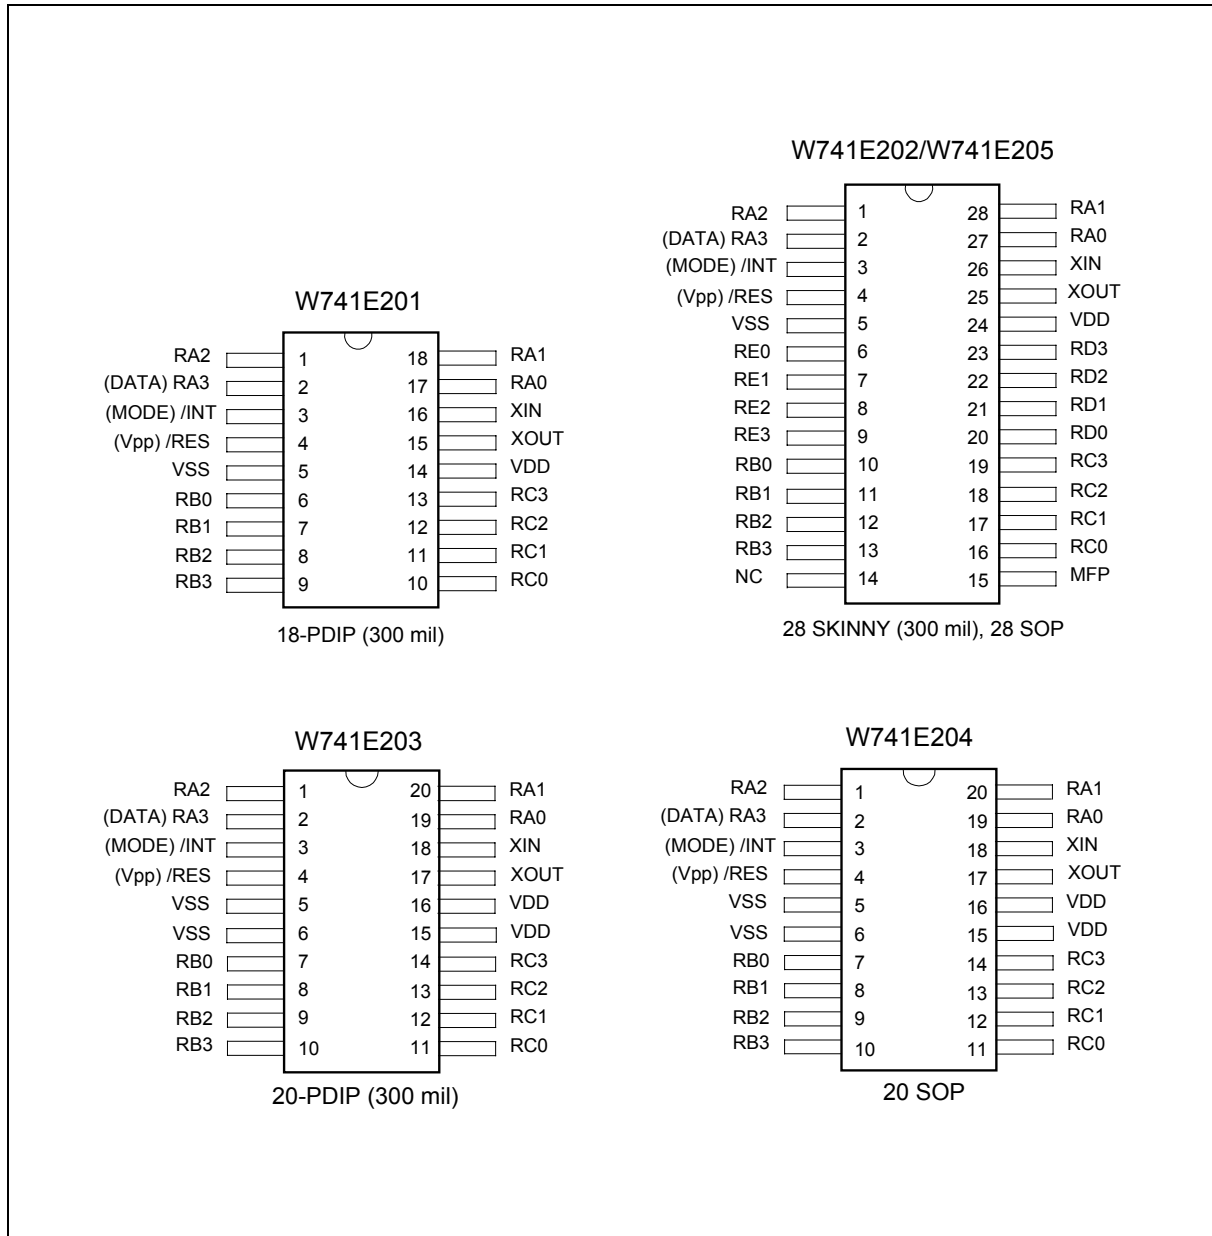 W741E201
RA2 1 18 RA1
(DATA) RA3 2 17 RA0
(MODE) /INT 3 16 XIN
(Vpp) /RES 4 15 XOUT
VSS 5 14 VDD
RB0 6 13 RC3
RB1 7 12 RC2
RB2 8 11 RC1
RB3 9 10 RC0
18-PDIP (300 mil)
W741E202/W741E205
RA2 1 28 RA1
(DATA) RA3 2 27 RA0
(MODE) /INT 3 26 XIN
(Vpp) /RES 4 25 XOUT
VSS 5 24 VDD
RE0 6 23 RD3
RE1 7 22 RD2
RE2 8 21 RD1
RE3 9 20 RD0
RB0 10 19 RC3
RB1 11 18 RC2
RB2 12 17 RC1
RB3 13 16 RC0
NC 14 15 MFP
28 SKINNY (300 mil), 28 SOP
W741E203
RA2 1 20 RA1
(DATA) RA3 2 19 RA0
(MODE) /INT 3 18 XIN
(Vpp) /RES 4 17 XOUT
VSS 5 16 VDD
VSS 6 15 VDD
RB0 7 14 RC3
RB1 8 13 RC2
RB2 9 12 RC1
RB3 10 11 RC0
20-PDIP (300 mil)
W741E204
RA2 1 20 RA1
(DATA) RA3 2 19 RA0
(MODE) /INT 3 18 XIN
(Vpp) /RES 4 17 XOUT
VSS 5 16 VDD
VSS 6 15 VDD
RB0 7 14 RC3
RB1 8 13 RC2
RB2 9 12 RC1
RB3 10 11 RC0
20 SOP